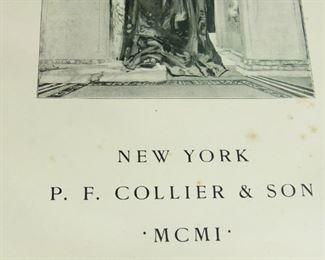 NEW YORK
P. F. COLLIER & SON
·MCMI·